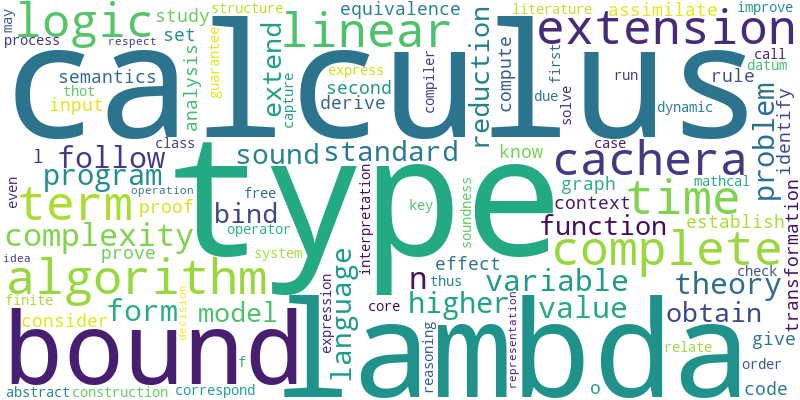 may
logic
study
structure
equivalence
literature
assimilate
improve
process
respect
set
linear
extension
calculus
semantics
thot
input
analysis
guarantee
extend
capture
express
second
derive
compiler
reduction
compute
first
due
solve
run
call
datum
rule
dynamic
class
l
follow
sound
standard
know
case
cachera
problem
identify
program
type
even
operation
term
proof
bind
free
operator
key
interpretation
soundness
graph
context
time
mathcal
function
establish
complexity
prove
system
effect
complete
transformation
idea
algorithm
language
thus
n
variable
theory
check
finite
form
model
higher
value
obtain
consider
decision
expression
core
reasoning
representation
give
bound
lambda
relate
order
f
o
code
abstract
construction
correspond